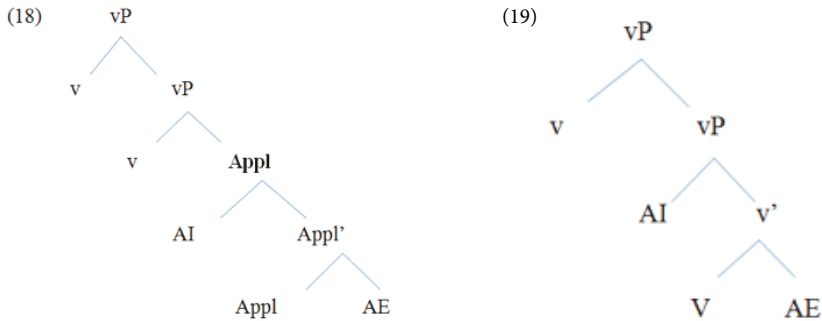 (18) vP
v vP
v Appl
AI Appl’
Appl AE
(19)
vP
v vP
AI v’
V AE